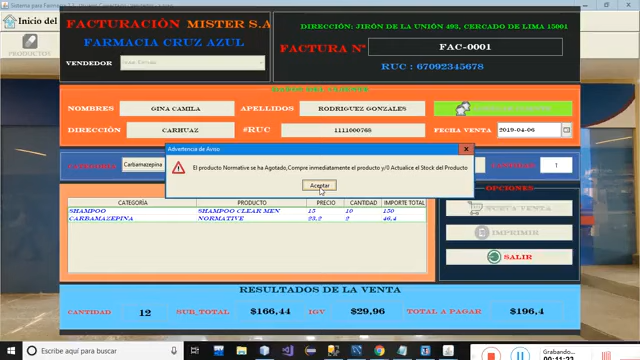 Inicio del
PRODUCTOS
FACTURACIÓN MISTER S.A
FARMACIA CRUZ AZUL
VENDEDOR
DIRECCIÓN: JIRÓN DE LA UNIÓN 493, CERCADO DE LIMA 15001
FACTURA Nº FAC-0001
RUC : 67092345678
NOMBRES GINA CAMILA APELLIDOS RODRIGUEZ GONZALES
DIRECCIÓN CARHUAZ #RUC 1111000768 FECHA VENTA 2019-04-06
Advertencia de Aviso
El producto Normative se ha Agotado,Compre inmediatamente el producto y/0 Actualice el Stock del Producto
Aceptar
CATEGORÍA Carbamazepina CANTIDAD 1
OPCIONES
CATEGORÍA PRODUCTO PRECIO CANTIDAD IMPORTE TOTAL
SHAMPOO SHAMPOO CLEAR MEN 15 10 150
CARBAMAZEPINA NORMATIVE 23,2 2 46,4
NUEVA VENTA
IMPRIMIR
SALIR
RESULTADOS DE LA VENTA
CANTIDAD 12 SUB_TOTAL $166,44 IGV $29,96 TOTAL A PAGAR $196,4
Escribe aquí para buscar
Grabando...
00:11:22